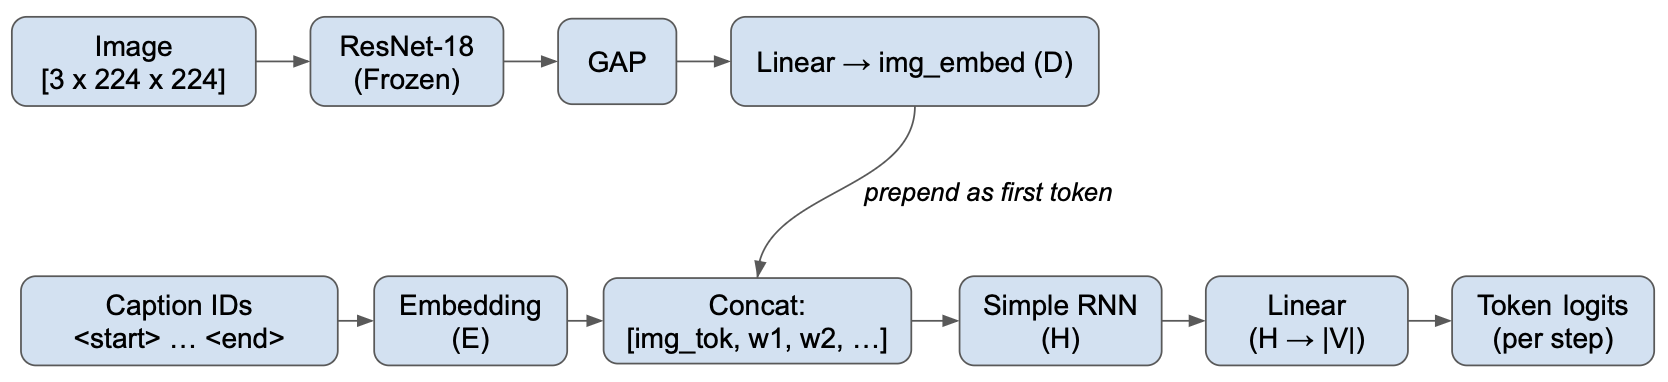 Image
[3 x 224 x 224]
ResNet-18
(Frozen)
GAP
Linear → img_embed (D)
prepend as first token
Caption IDs
<start> … <end>
Embedding
(E)
Concat:
[img_tok, w1, w2, …]
Simple RNN
(H)
Linear
(H → |V|)
Token logits
(per step)